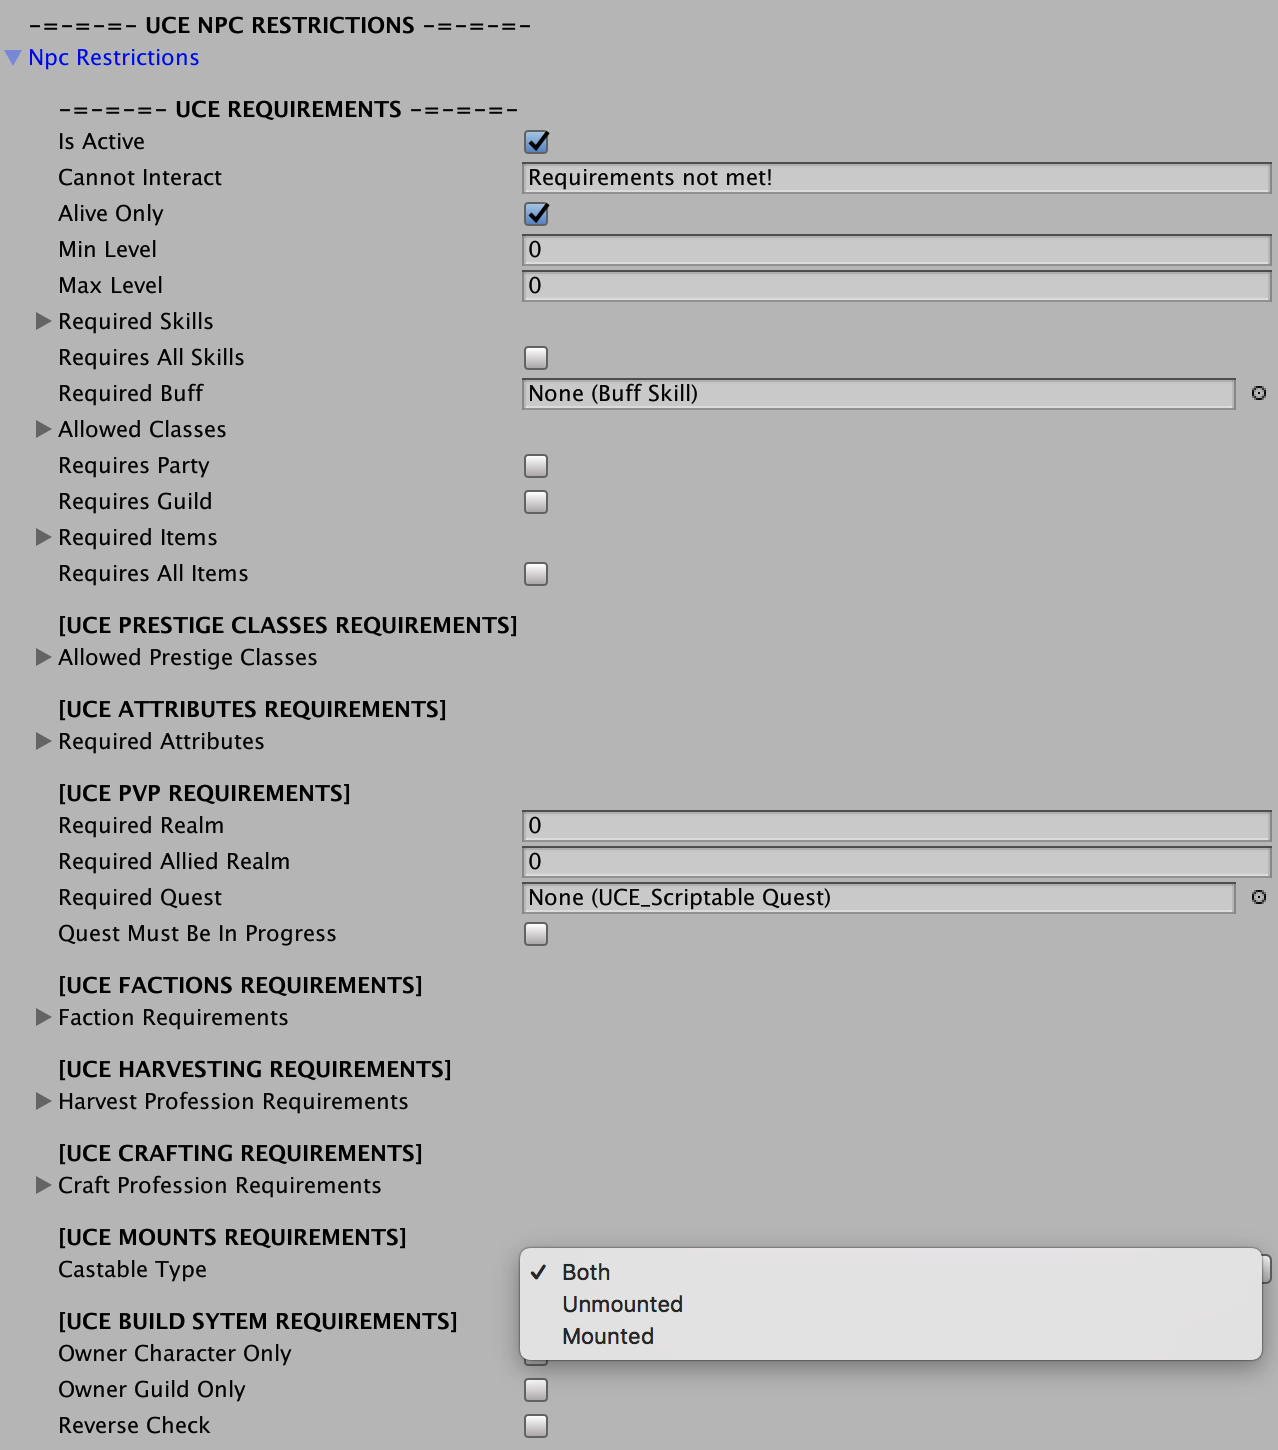 -=-=-=- UCE NPC RESTRICTIONS -=-=-=-
Npc Restrictions
-=-=-=- UCE REQUIREMENTS -=-=-=-
Is Active
Cannot Interact Requirements not met!
Alive Only
Min Level 0
Max Level 0
Required Skills
Requires All Skills
Required Buff None (Buff Skill)
Allowed Classes
Requires Party
Requires Guild
Required Items
Requires All Items
[UCE PRESTIGE CLASSES REQUIREMENTS]
Allowed Prestige Classes
[UCE ATTRIBUTES REQUIREMENTS]
Required Attributes
[UCE PVP REQUIREMENTS]
Required Realm 0
Required Allied Realm 0
Required Quest None (UCE_Scriptable Quest)
Quest Must Be In Progress
[UCE FACTIONS REQUIREMENTS]
Faction Requirements
[UCE HARVESTING REQUIREMENTS]
Harvest Profession Requirements
[UCE CRAFTING REQUIREMENTS]
Craft Profession Requirements
[UCE MOUNTS REQUIREMENTS]
Castable Type Both
Unmounted
Mounted
[UCE BUILD SYTEM REQUIREMENTS]
Owner Character Only
Owner Guild Only
Reverse Check